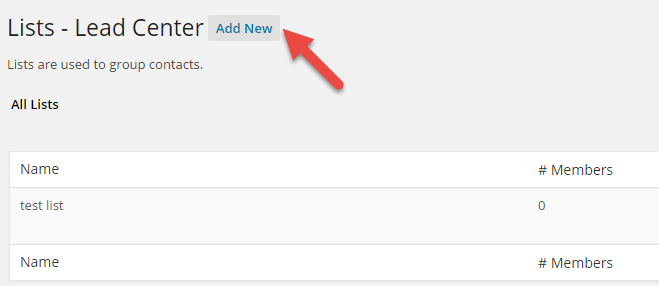 Lists - Lead Center Add New
Lists are used to group contacts.
All Lists
Name # Members
test list 0
Name # Members